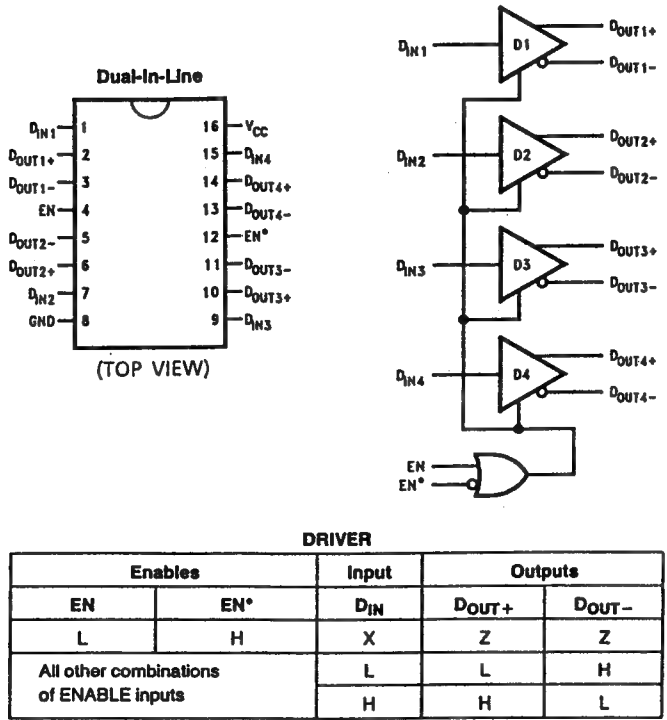 Dual-In-Line
DIN1 1 16 VCC
DOUT1+ 2 15 DIN4
DOUT1− 3 14 DOUT4+
EN 4 13 DOUT4−
DOUT2− 5 12 EN*
DOUT2+ 6 11 DOUT3−
DIN2 7 10 DOUT3+
GND 8 9 DIN3
(TOP VIEW)
DIN1 D1 DOUT1+
DOUT1−
DIN2 D2 DOUT2+
DOUT2−
DIN3 D3 DOUT3+
DOUT3−
DIN4 D4 DOUT4+
DOUT4−
EN
EN*
DRIVER
Enables Input Outputs
EN EN* DIN DOUT+ DOUT−
L H X Z Z
All other combinations
of ENABLE inputs
L L H
H H L